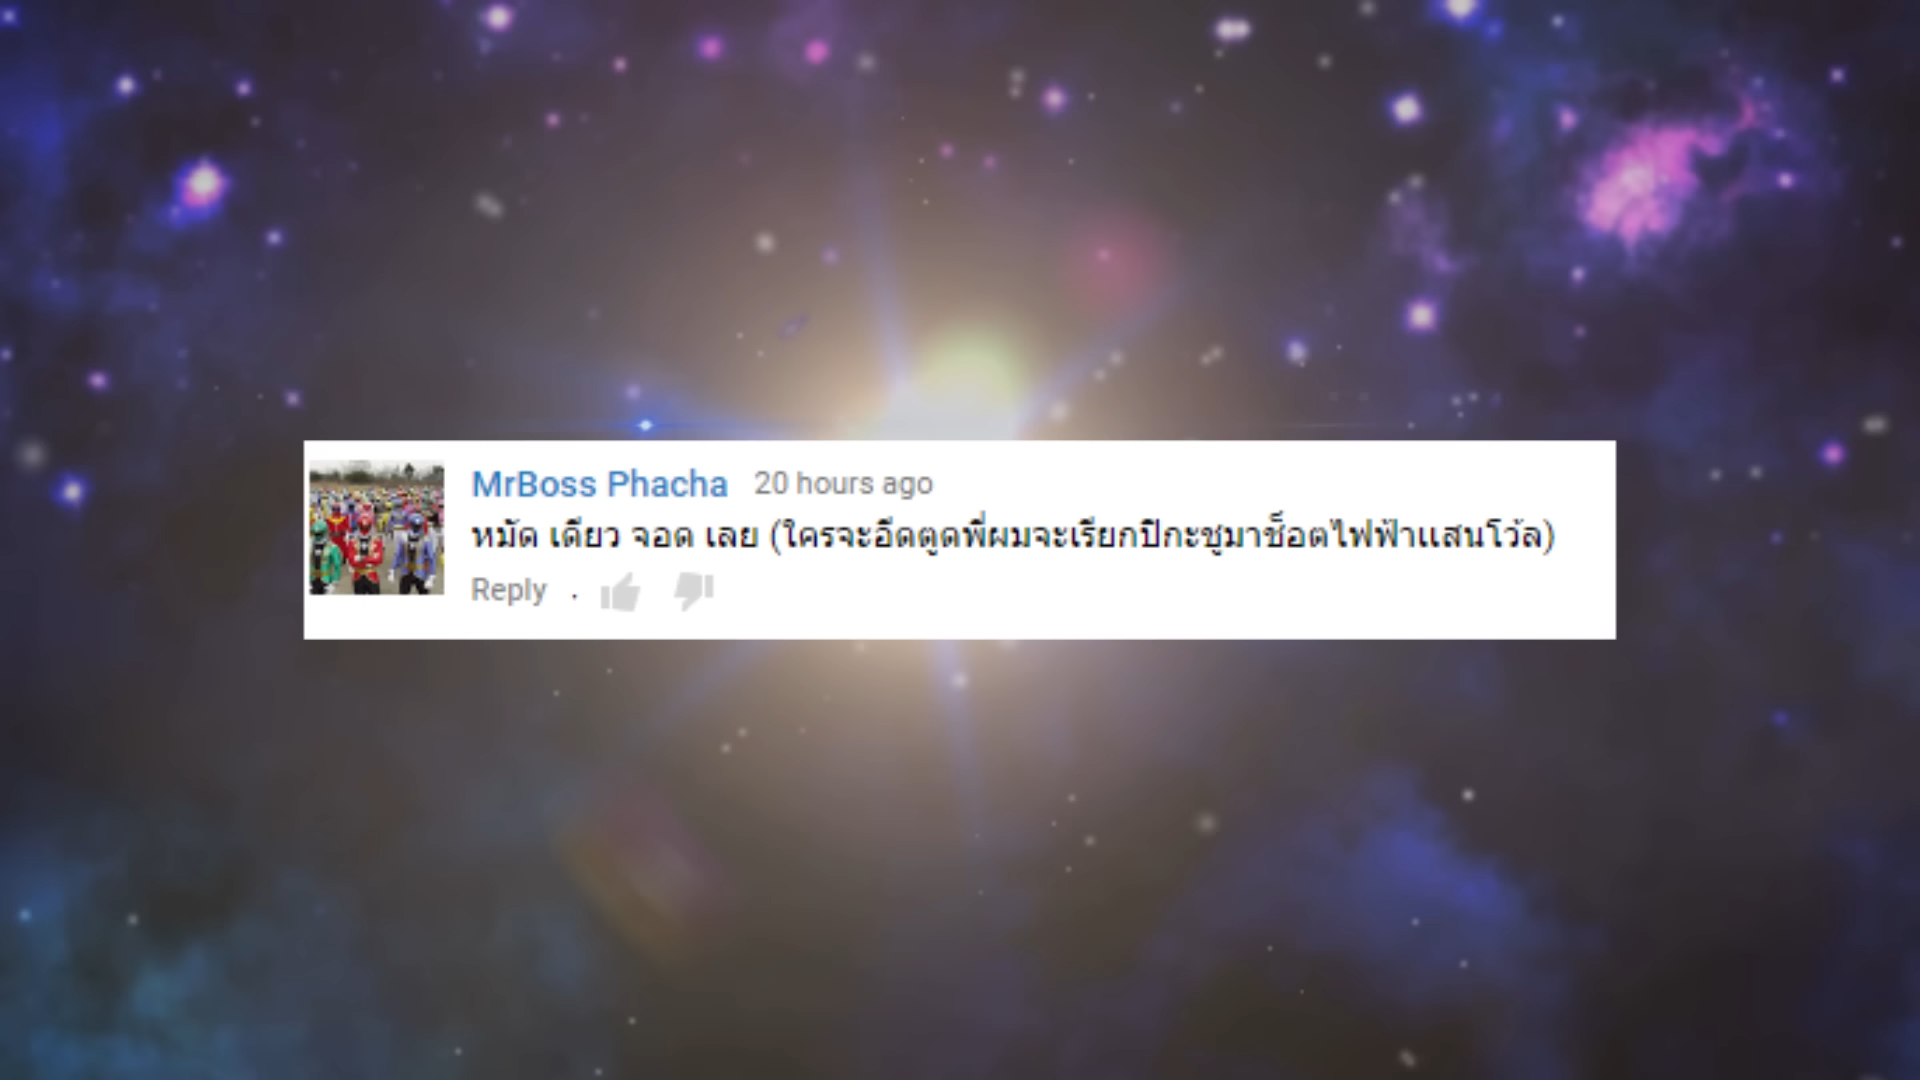 MrBoss Phacha 20 hours ago
หมัด เดียว จอด เลย (ใครจะอึดตูดพี่ผมจะเรียกปิกะชูมาช็อตไฟฟ้าแสนโว้ล)
Reply .